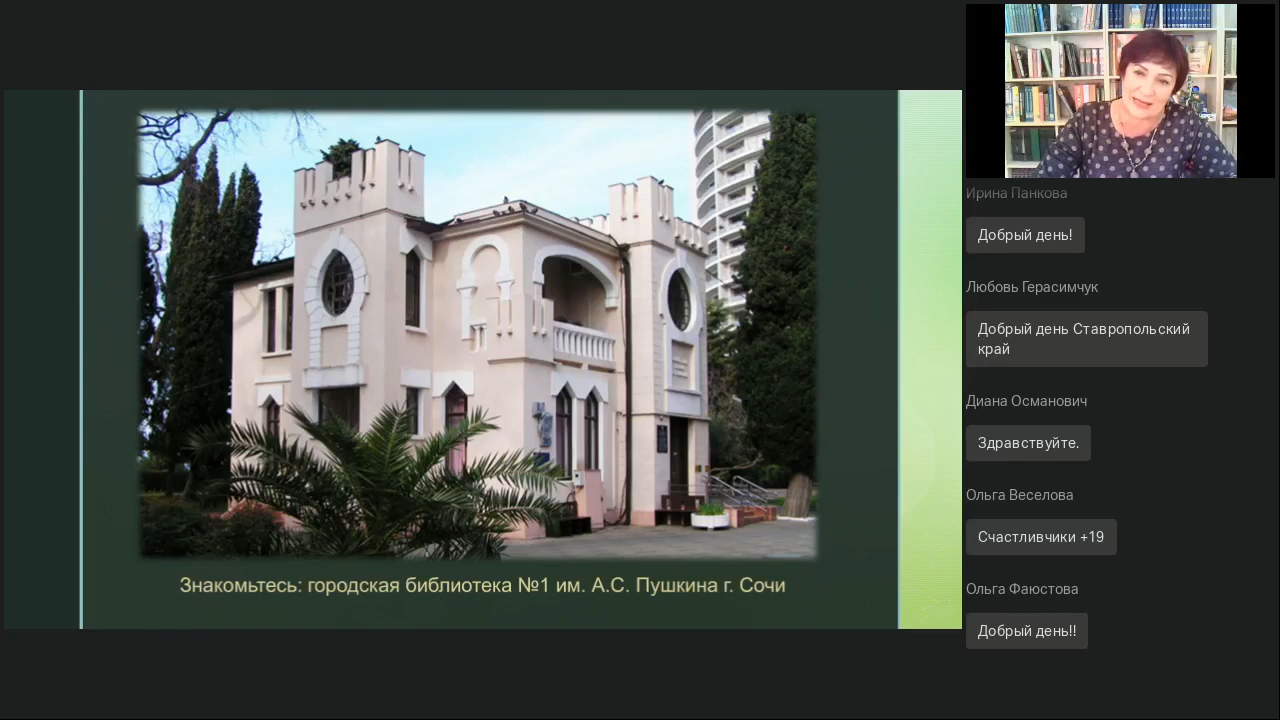 Знакомьтесь: городская библиотека №1 им. А.С. Пушкина г. Сочи
Ирина Панкова
Добрый день!
Любовь Герасимчук
Добрый день Ставропольский
край
Диана Османович
Здравствуйте.
Ольга Веселова
Счастливчики +19
Ольга Фаюстова
Добрый день!!